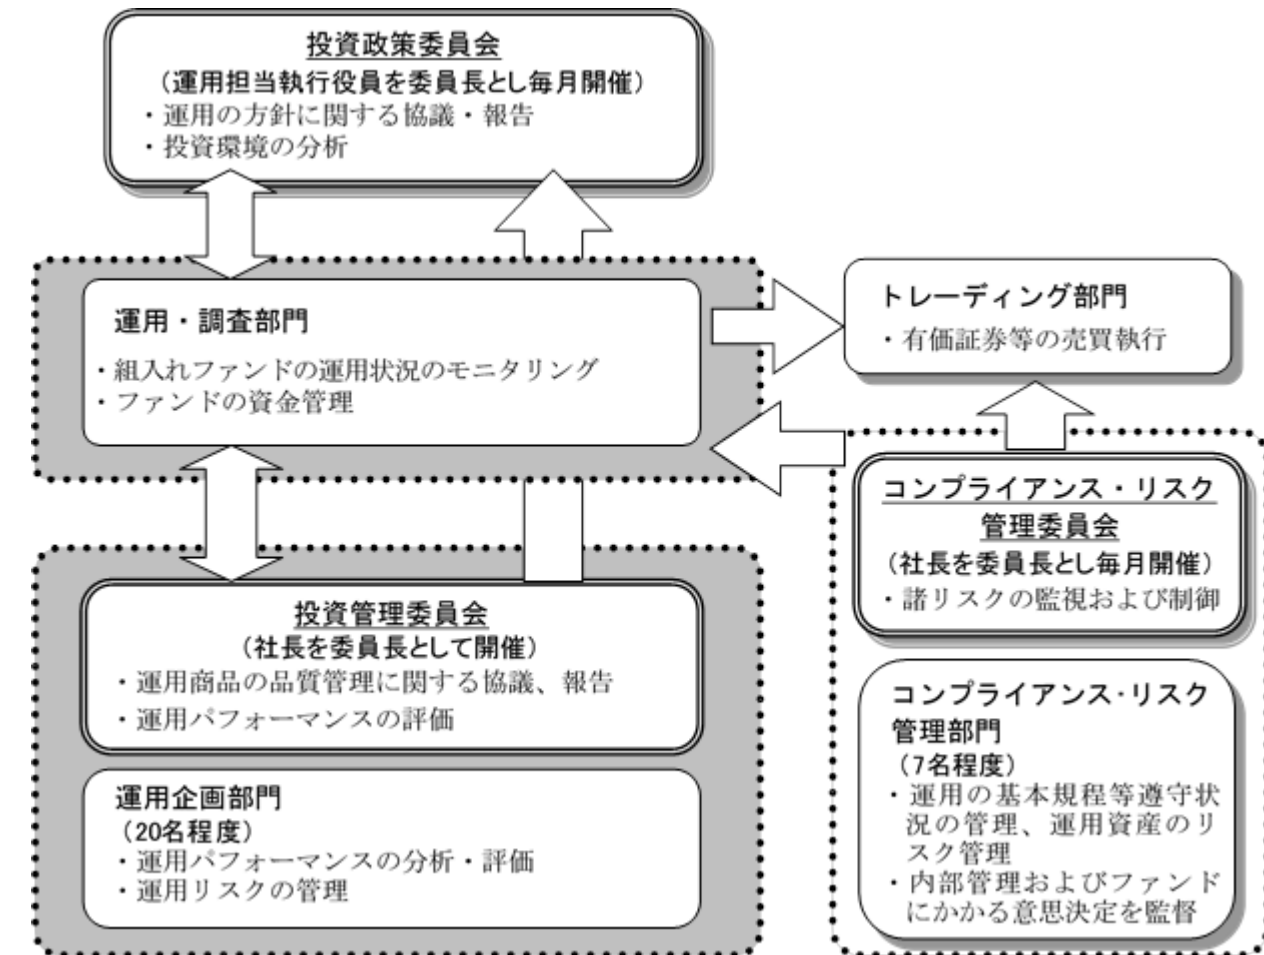 投資政策委員会
（運用担当執行役員を委員長とし毎月開催）
・運用の方針に関する協議・報告
・投資環境の分析
運用・調査部門
・組入れファンドの運用状況のモニタリング
・ファンドの資金管理
トレーディング部門
・有価証券等の売買執行
投資管理委員会
（社長を委員長として開催）
・運用商品の品質管理に関する協議、報告
・運用パフォーマンスの評価
運用企画部門
（20名程度）
・運用パフォーマンスの分析・評価
・運用リスクの管理
コンプライアンス・リスク
管理委員会
（社長を委員長とし毎月開催）
・諸リスクの監視および制御
コンプライアンス・リスク
管理部門
（7名程度）
・運用の基本規程等遵守状
況の管理、運用資産のリ
スク管理
・内部管理およびファンド
にかかる意思決定を監督